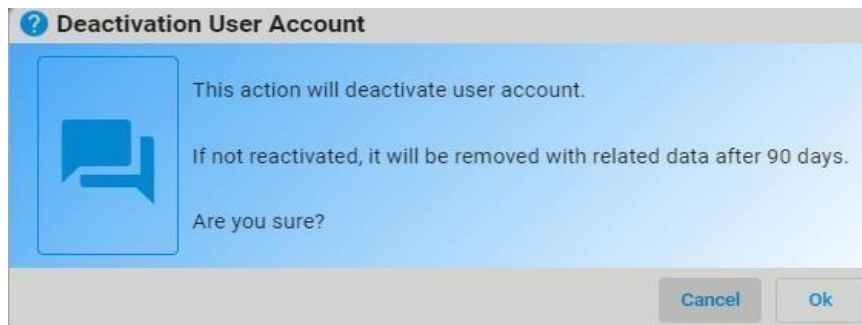 Deactivation User Account
This action will deactivate user account.
If not reactivated, it will be removed with related data after 90 days.
Are you sure?
Cancel Ok